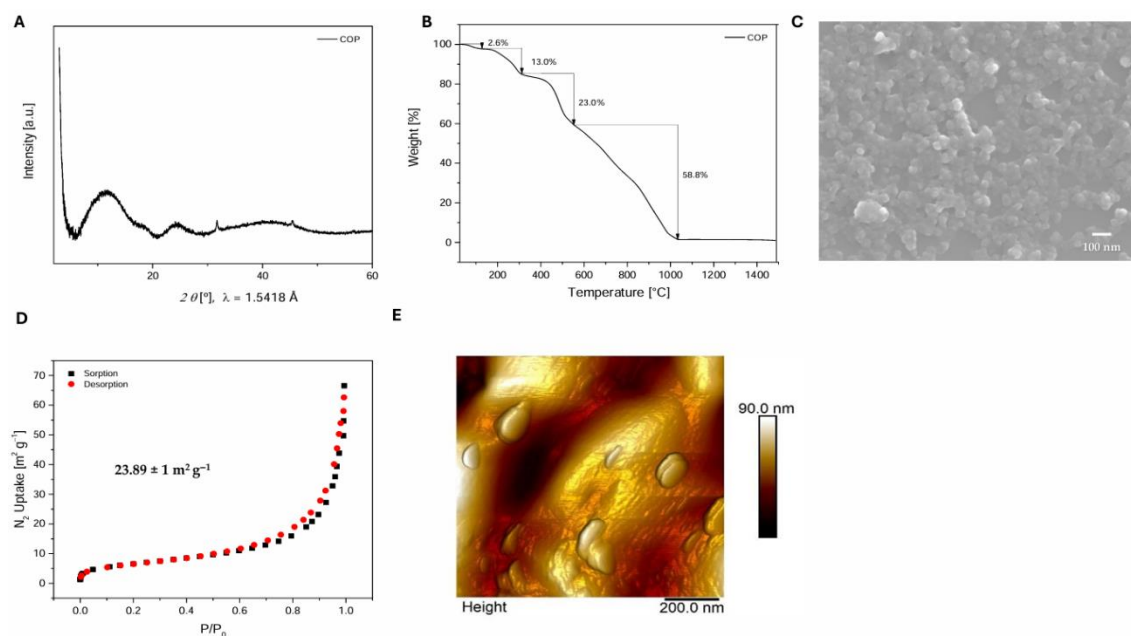 A
COP
Intensity [a.u.]
20
40
60
2 θ [°], λ = 1.5418 Å
B
COP
100
80
60
40
20
0
2.6%
13.0%
23.0%
58.8%
Weight [%]
0 200 400 600 800 1000 1200 1400
Temperature [°C]
C
100 nm
D
Sorption
Desorption
70
60
50
40
30
20
10
0
23.89 ± 1 m² g⁻¹
N₂ Uptake [m² g⁻¹]
0.0 0.2 0.4 0.6 0.8 1.0
P/P₀
E
90.0 nm
Height
200.0 nm